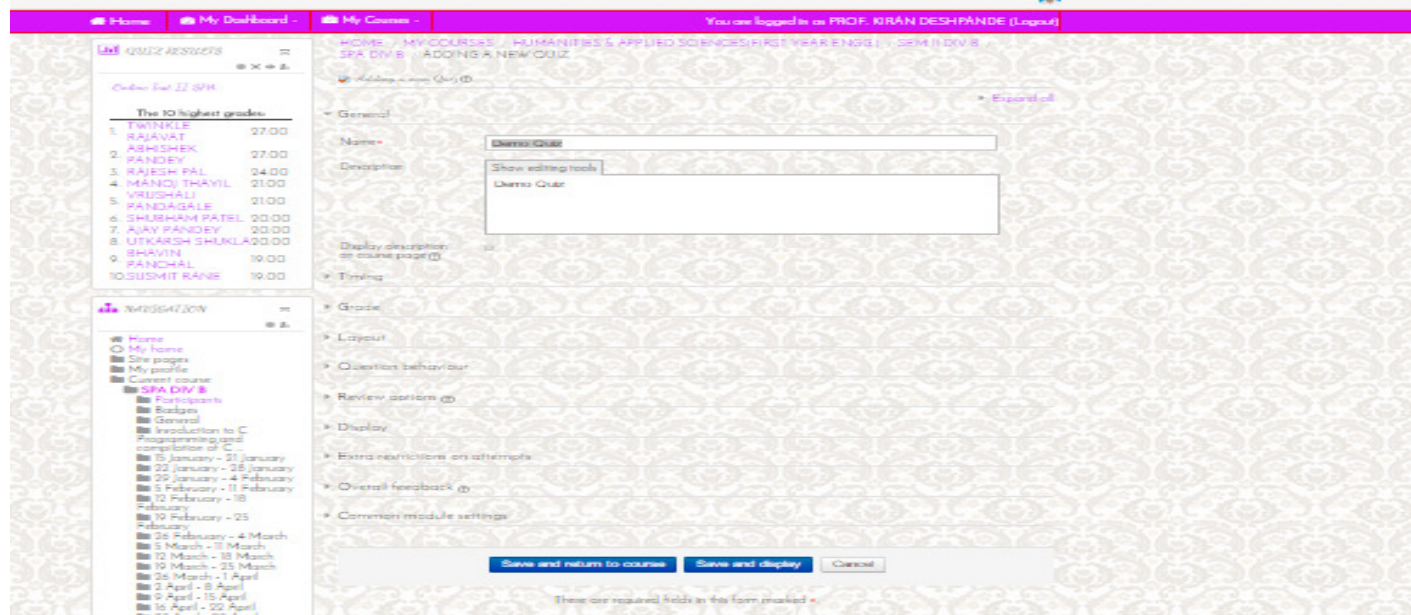 Home My Dashboard - My Courses - You are logged in as PROF. KIRAN DESHPANDE (Logout)
QUIZ RESULTS
Online Test II SPA
The 10 highest grades:
1. TWINKLE RAJAVAT 27.00
2. ABHISHEK PANDEY 27.00
3. RAJESH PAL 24.00
4. MANOJ THAYIL 21.00
5. VRUSHALI PANDAGALE 21.00
6. SHUBHAM PATEL 20.00
7. AJAY PANDEY 20.00
8. UTKARSH SHUKLA 20.00
9. BHAVIN PANCHAL 19.00
10. SUSMIT RANE 19.00
NAVIGATION
Home
My home
Site pages
My profile
Current course
SPA DIV B
Participants
Badges
General
Inroduction to C
Programming,and
compilation of C ...
15 January - 21 January
22 January - 28 January
29 January - 4 February
5 February - 11 February
12 February - 18
February
19 February - 25
February
26 February - 4 March
5 March - 11 March
12 March - 18 March
19 March - 25 March
26 March - 1 April
2 April - 8 April
9 April - 15 April
16 April - 22 April
HOME / MY COURSES / HUMANITIES & APPLIED SCIENCES(FIRST YEAR ENGG.) / SEM II DIV B
SPA DIV B / ADDING A NEW QUIZ
Adding a new Quiz
Expand all
General
Name*
Demo Quiz
Description
Show editing tools
Demo Quiz
Display description
on course page
Timing
Grade
Layout
Question behaviour
Review options
Display
Extra restrictions on attempts
Overall feedback
Common module settings
Save and return to course Save and display Cancel
There are required fields in this form marked *.